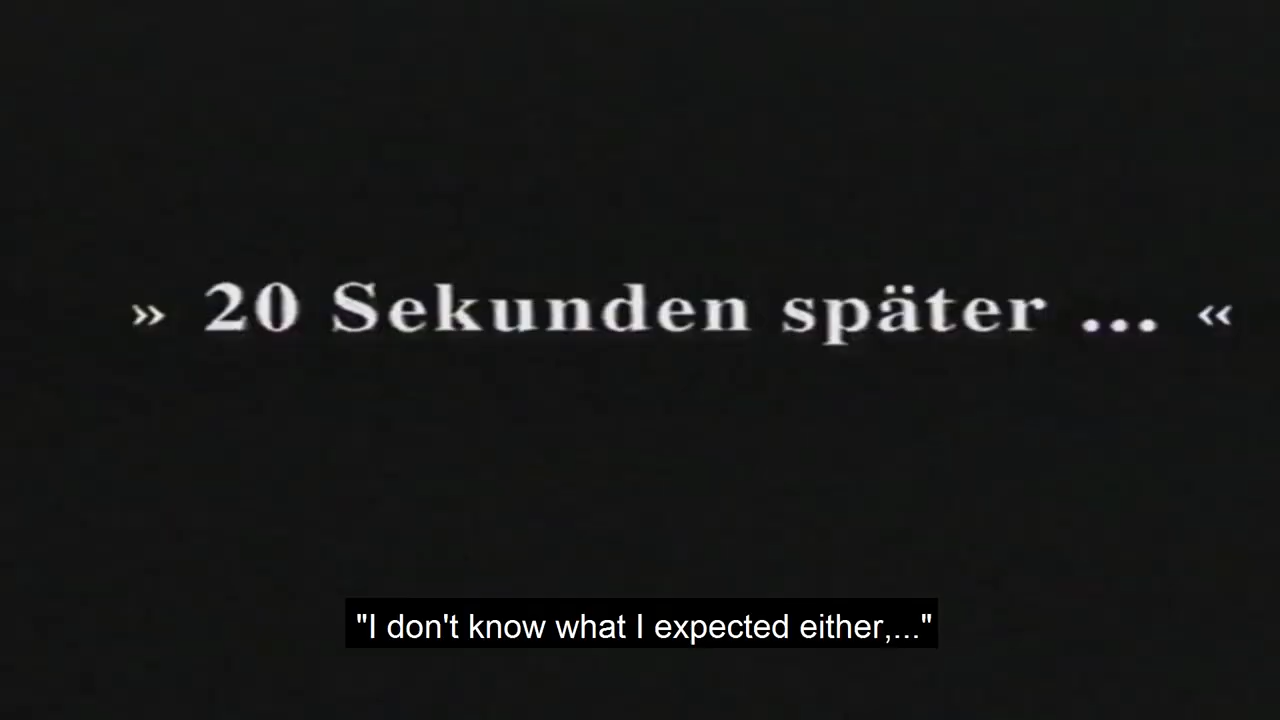 » 20 Sekunden später ... «
"I don't know what I expected either,..."